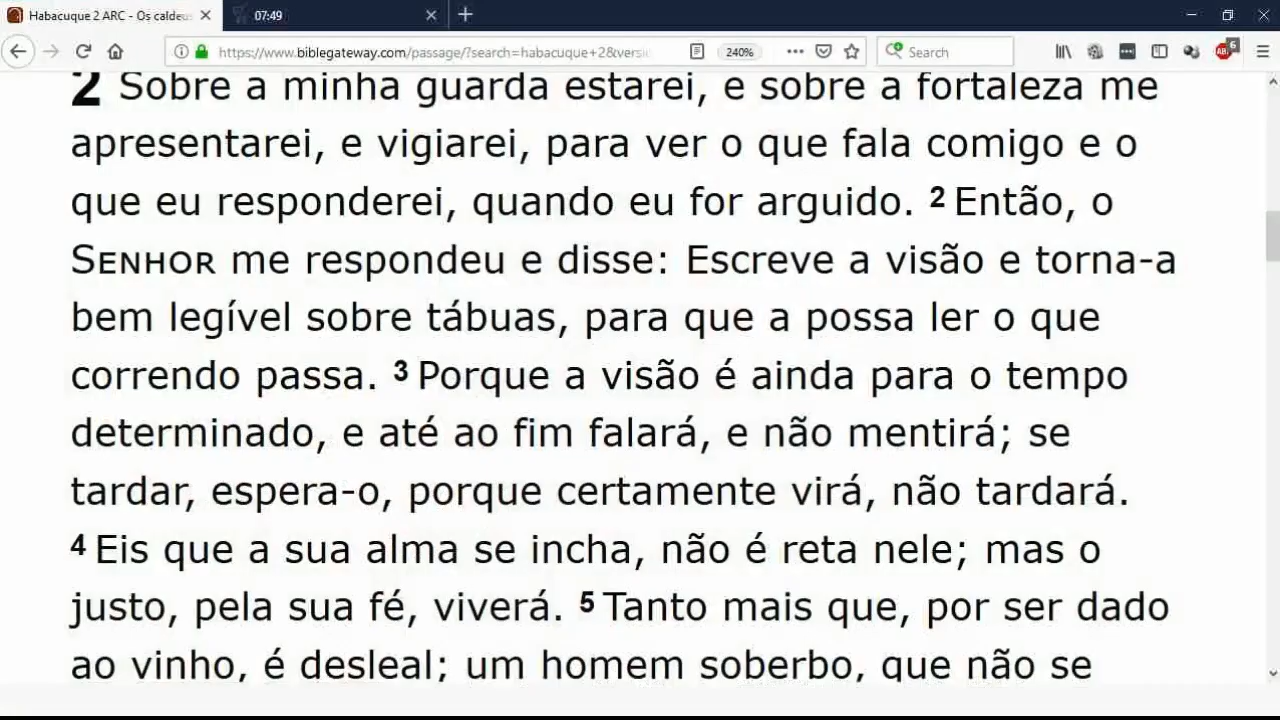 Habacuque 2 ARC - Os caldeus
07:49
https://www.biblegateway.com/passage/?search=habacuque+2&versi
240%
Search
6
2 Sobre a minha guarda estarei, e sobre a fortaleza me
apresentarei, e vigiarei, para ver o que fala comigo e o
que eu responderei, quando eu for arguido. 2 Então, o
SENHOR me respondeu e disse: Escreve a visão e torna-a
bem legível sobre tábuas, para que a possa ler o que
correndo passa. 3 Porque a visão é ainda para o tempo
determinado, e até ao fim falará, e não mentirá; se
tardar, espera-o, porque certamente virá, não tardará.
4 Eis que a sua alma se incha, não é reta nele; mas o
justo, pela sua fé, viverá. 5 Tanto mais que, por ser dado
ao vinho, é desleal; um homem soberbo, que não se